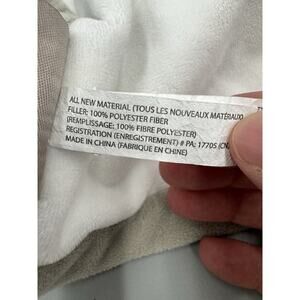 ALL NEW MATERIAL (TOUS LES NOUVEAUX MATÉRIAUX)
FILLER: 100% POLYESTER FIBER
(REMPLISSAGE: 100% FIBRE POLYESTER)
REGISTRATION (ENREGISTREMENT) # PA: 17705 (CN)
MADE IN CHINA (FABRIQUE EN CHINE)